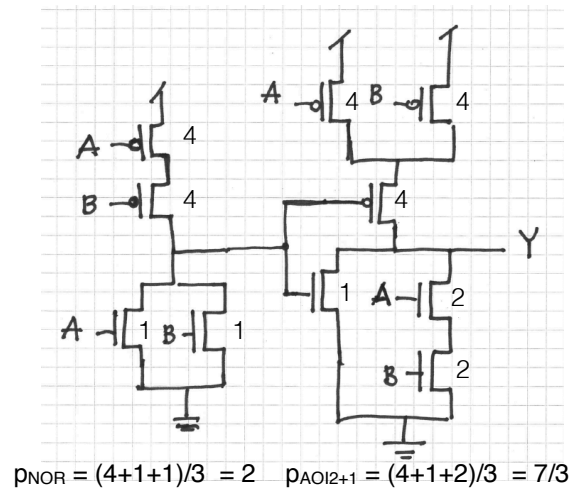 A 4 B 4
A 4
B 4
4
Y
A 1 B 1
1 A 2
B 2
pNOR = (4+1+1)/3 = 2 pAOI2+1 = (4+1+2)/3 = 7/3